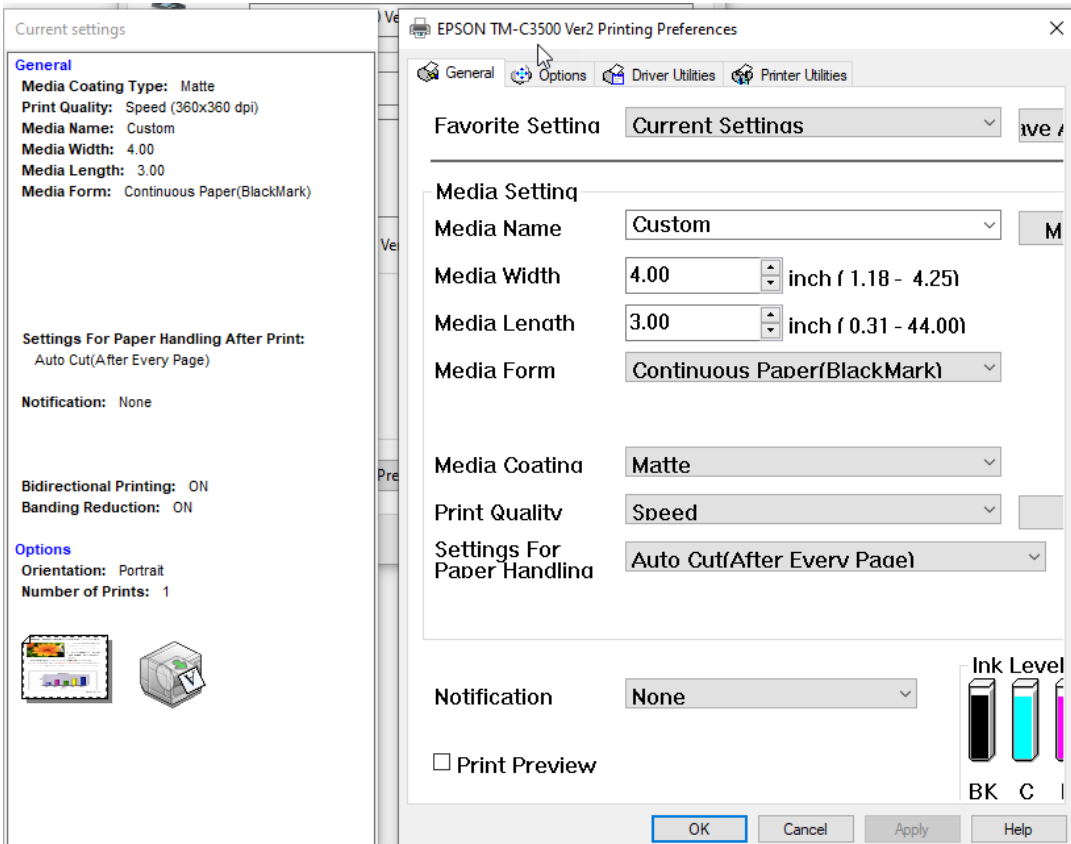 Current settings
General
Media Coating Type: Matte
Print Quality: Speed (360x360 dpi)
Media Name: Custom
Media Width: 4.00
Media Length: 3.00
Media Form: Continuous Paper(BlackMark)
Settings For Paper Handling After Print:
Auto Cut(After Every Page)
Notification: None
Bidirectional Printing: ON
Banding Reduction: ON
Options
Orientation: Portrait
Number of Prints: 1
EPSON TM-C3500 Ver2 Printing Preferences
General Options Driver Utilities Printer Utilities
Favorite Setting Current Settings
Media Setting
Media Name Custom M
Media Width 4.00 inch ( 1.18 - 4.25)
Media Length 3.00 inch ( 0.31 - 44.00)
Media Form Continuous Paper(BlackMark)
Media Coating Matte
Print Quality Speed
Settings For
Paper Handling Auto Cut(After Every Page)
Ink Level
Notification None
Print Preview
BK C
OK Cancel Apply Help